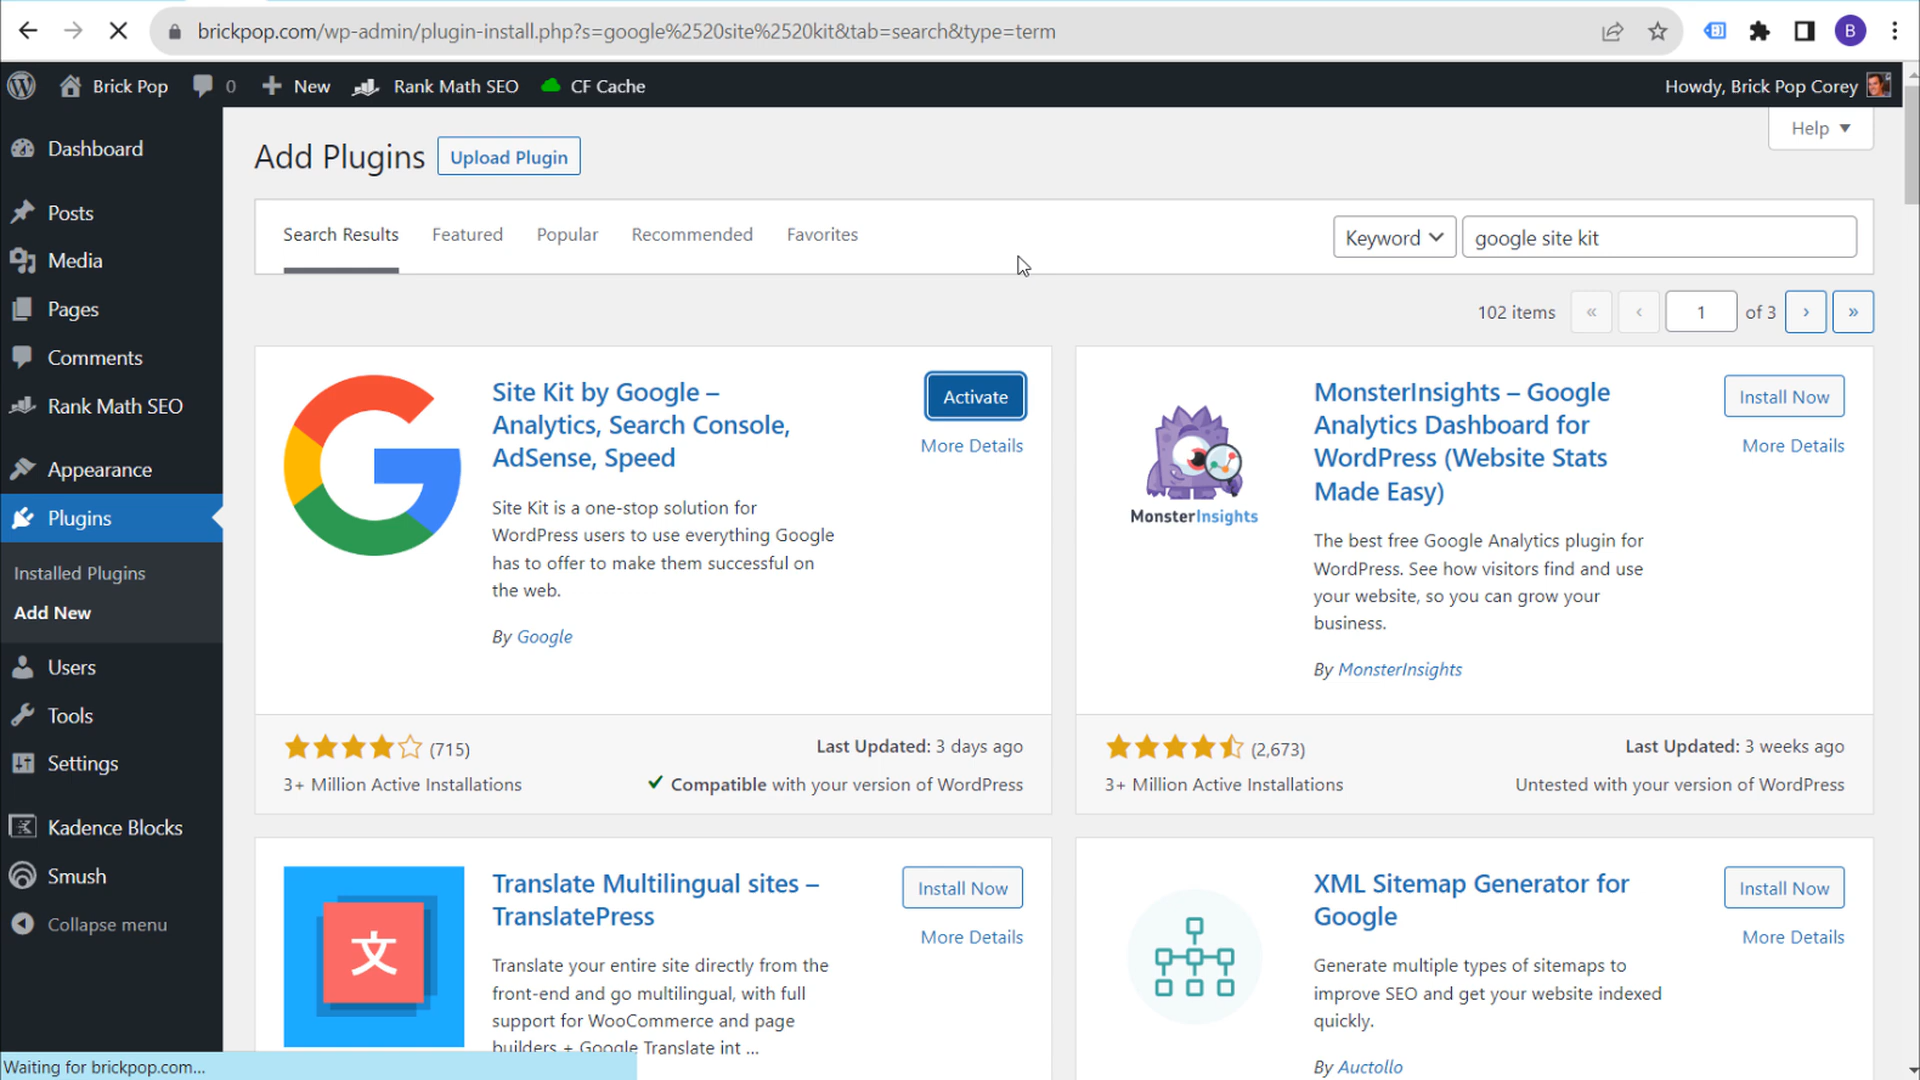 brickpop.com/wp-admin/plugin-install.php?s=google%2520site%2520kit&tab=search&type=term
B
Brick Pop
0
New
Rank Math SEO
CF Cache
Howdy, Brick Pop Corey
Dashboard
Posts
Media
Pages
Comments
Rank Math SEO
Appearance
Plugins
Installed Plugins
Add New
Users
Tools
Settings
Kadence Blocks
Smush
Collapse menu
Help
Add Plugins
Upload Plugin
Search Results
Featured
Popular
Recommended
Favorites
Keyword
google site kit
102 items
«
‹
1
of 3
›
»
Site Kit by Google –
Analytics, Search Console,
AdSense, Speed
Activate
More Details
Site Kit is a one-stop solution for
WordPress users to use everything Google
has to offer to make them successful on
the web.
By Google
(715)
3+ Million Active Installations
Last Updated: 3 days ago
Compatible with your version of WordPress
MonsterInsights
MonsterInsights – Google
Analytics Dashboard for
WordPress (Website Stats
Made Easy)
Install Now
More Details
The best free Google Analytics plugin for
WordPress. See how visitors find and use
your website, so you can grow your
business.
By MonsterInsights
(2,673)
3+ Million Active Installations
Last Updated: 3 weeks ago
Untested with your version of WordPress
文
Translate Multilingual sites –
TranslatePress
Install Now
More Details
Translate your entire site directly from the
front-end and go multilingual, with full
support for WooCommerce and page
builders + Google Translate int ...
XML Sitemap Generator for
Google
Install Now
More Details
Generate multiple types of sitemaps to
improve SEO and get your website indexed
quickly.
By Auctollo
Waiting for brickpop.com...